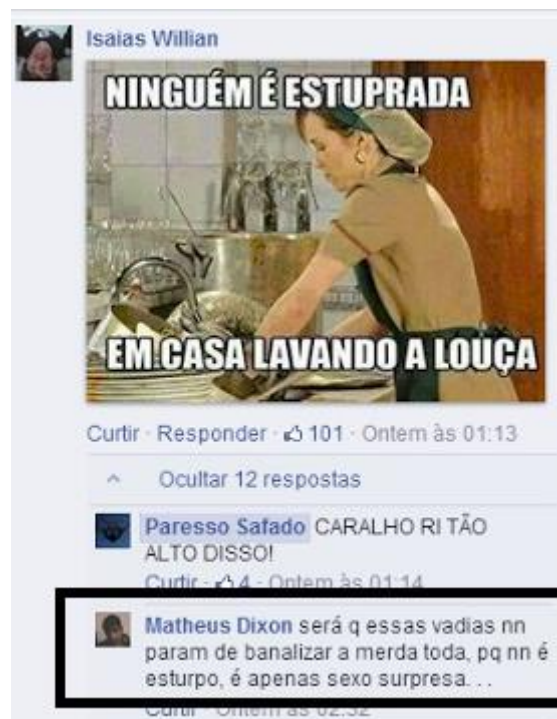 Isaias Willian
NINGUÉM É ESTUPRADA
EM CASA LAVANDO A LOUÇA
Curtir · Responder · 101 · Ontem às 01:13
Ocultar 12 respostas
Paresso Safado CARALHO RI TÃO
ALTO DISSO!
Curtir · 4 · Ontem às 01:14
Matheus Dixon será q essas vadias nn
param de banalizar a merda toda, pq nn é
esturpo, é apenas sexo surpresa. . .
Curtir · Ontem às 02:32